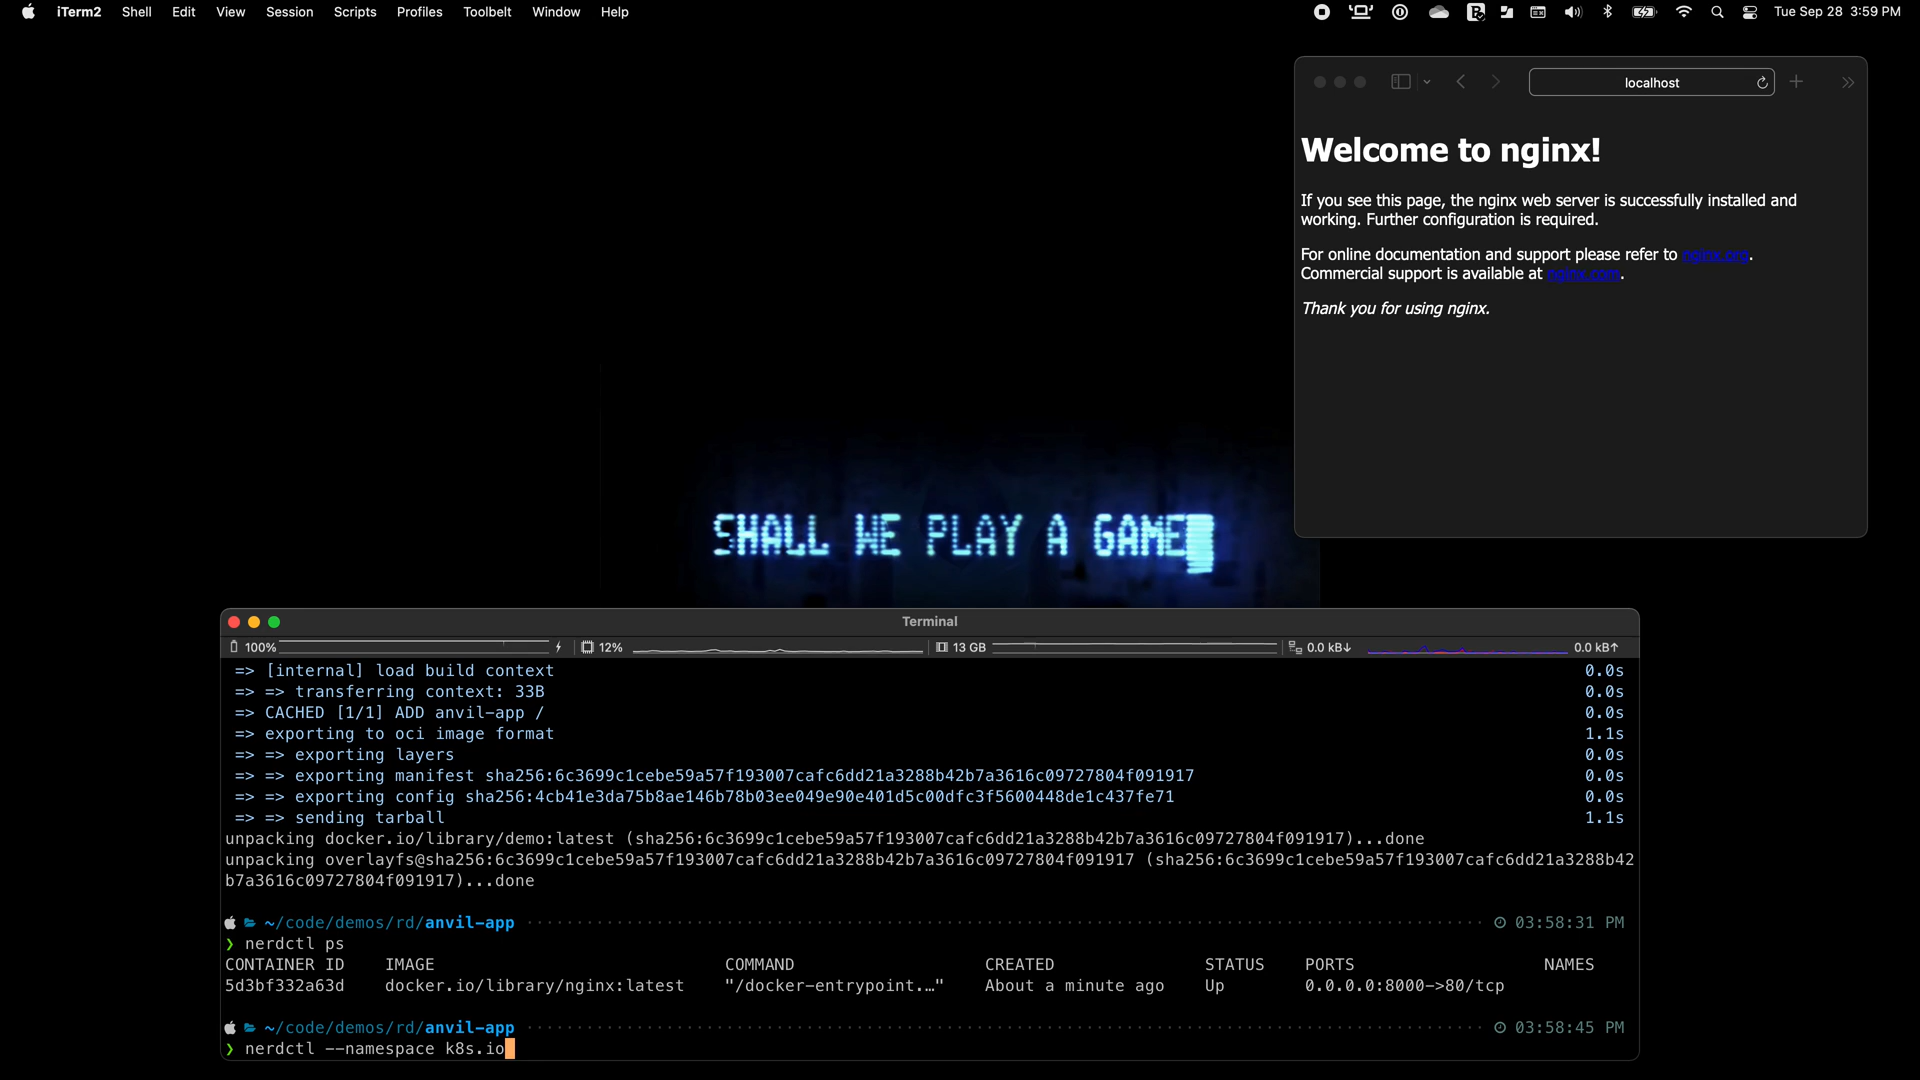 iTerm2 Shell Edit View Session Scripts Profiles Toolbelt Window Help
Tue Sep 28 3:59 PM
localhost
Welcome to nginx!
If you see this page, the nginx web server is successfully installed and
working. Further configuration is required.
For online documentation and support please refer to nginx.org.
Commercial support is available at nginx.com.
Thank you for using nginx.
SHALL WE PLAY A GAME
Terminal
100% 12% 13 GB 0.0 kB↓ 0.0 kB↑
=> [internal] load build context 0.0s
=> => transferring context: 33B 0.0s
=> CACHED [1/1] ADD anvil-app / 0.0s
=> exporting to oci image format 1.1s
=> => exporting layers 0.0s
=> => exporting manifest sha256:6c3699c1cebe59a57f193007cafc6dd21a3288b42b7a3616c09727804f091917 0.0s
=> => exporting config sha256:4cb41e3da75b8ae146b78b03ee049e90e401d5c00dfc3f5600448de1c437fe71 0.0s
=> => sending tarball 1.1s
unpacking docker.io/library/demo:latest (sha256:6c3699c1cebe59a57f193007cafc6dd21a3288b42b7a3616c09727804f091917)...done
unpacking overlayfs@sha256:6c3699c1cebe59a57f193007cafc6dd21a3288b42b7a3616c09727804f091917 (sha256:6c3699c1cebe59a57f193007cafc6dd21a3288b42
b7a3616c09727804f091917)...done
~/code/demos/rd/anvil-app 03:58:31 PM
❯ nerdctl ps
CONTAINER ID IMAGE COMMAND CREATED STATUS PORTS NAMES
5d3bf332a63d docker.io/library/nginx:latest "/docker-entrypoint.…" About a minute ago Up 0.0.0.0:8000->80/tcp
~/code/demos/rd/anvil-app 03:58:45 PM
❯ nerdctl --namespace k8s.io